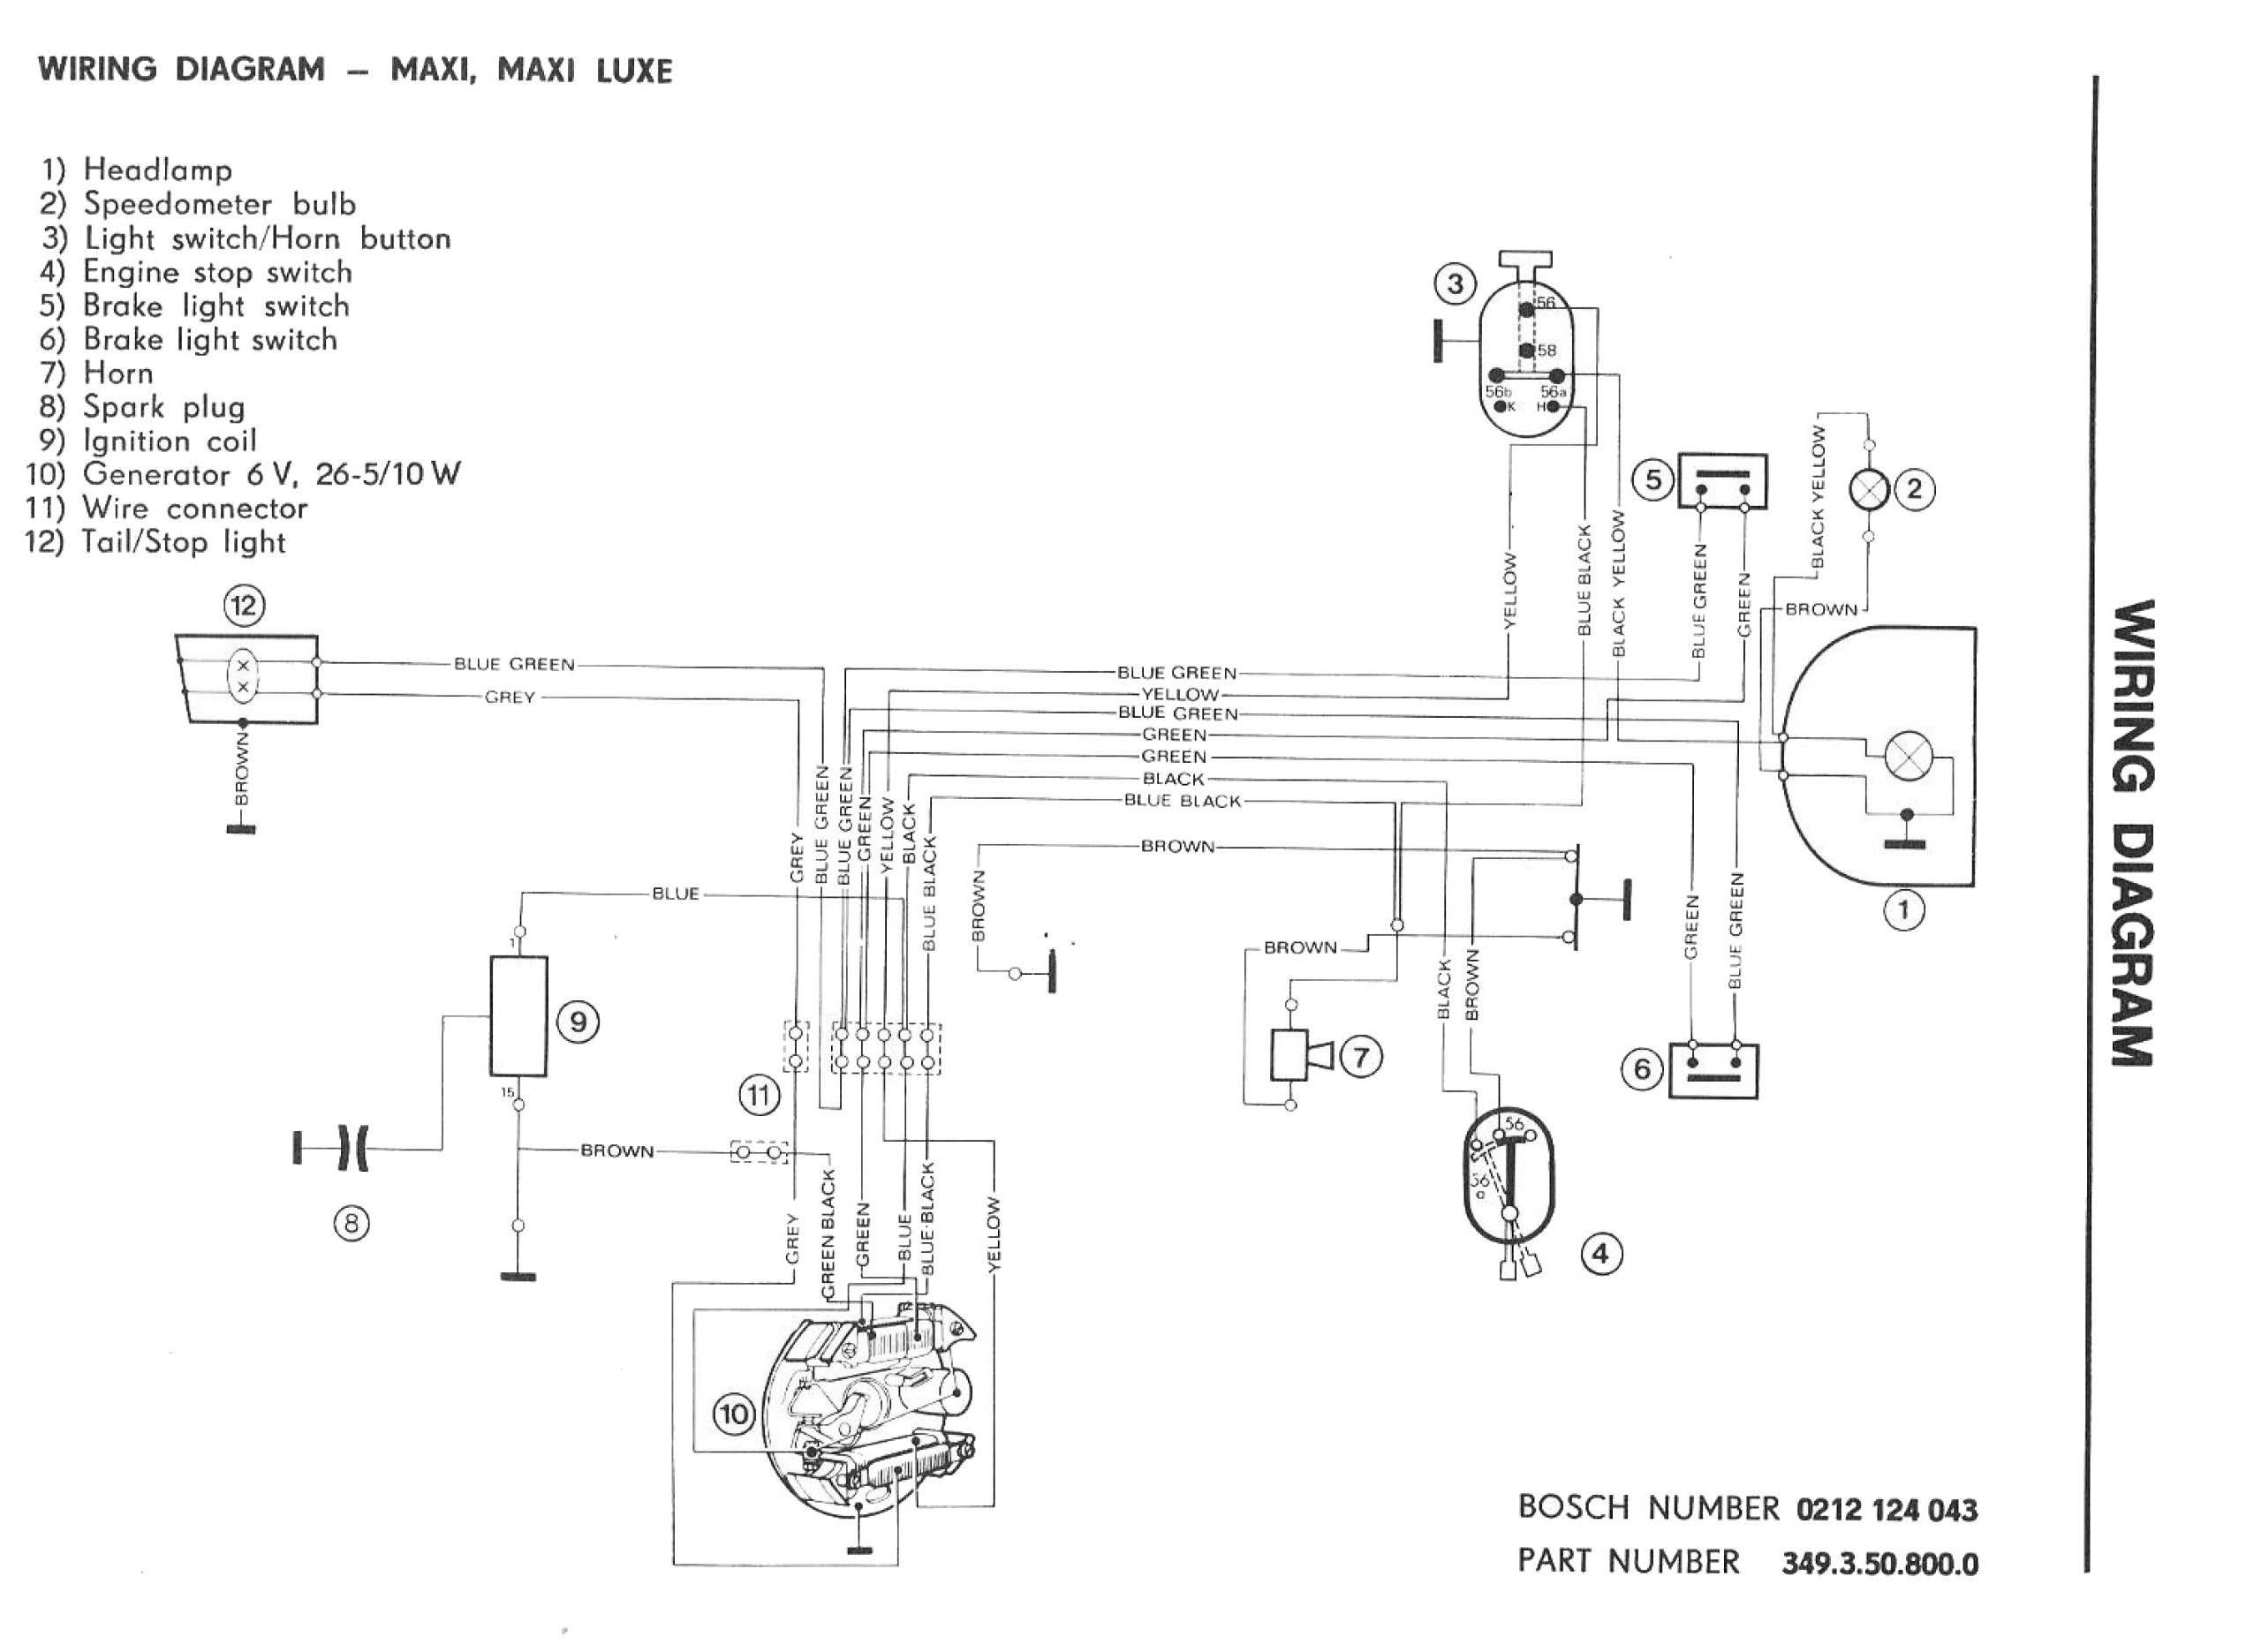 WIRING DIAGRAM – MAXI, MAXI LUXE
1) Headlamp
2) Speedometer bulb
3) Light switch/Horn button
4) Engine stop switch
5) Brake light switch
6) Brake light switch
7) Horn
8) Spark plug
9) Ignition coil
10) Generator 6 V, 26-5/10 W
11) Wire connector
12) Tail/Stop light
3
56
58
56b
56a
K
H
5
2
BLACK YELLOW
YELLOW
BLUE BLACK
BLACK YELLOW
BLUE GREEN
GREEN
BROWN
12
BLUE GREEN
GREY
BROWN
BLUE GREEN
YELLOW
BLUE GREEN
GREEN
GREEN
BLACK
BLUE BLACK
BROWN
GREY
BLUE GREEN
BLUE GREEN
GREEN
YELLOW
BLACK
BLUE BLACK
BROWN
BLUE
1
9
15
BROWN
BLACK
BROWN
GREEN
BLUE GREEN
1
7
6
11
8
BROWN
GREY
GREEN BLACK
GREEN
BLUE
BLUE-BLACK
YELLOW
56
56
a
4
10
BOSCH NUMBER 0212 124 043
PART NUMBER 349.3.50.800.0
WIRING DIAGRAM